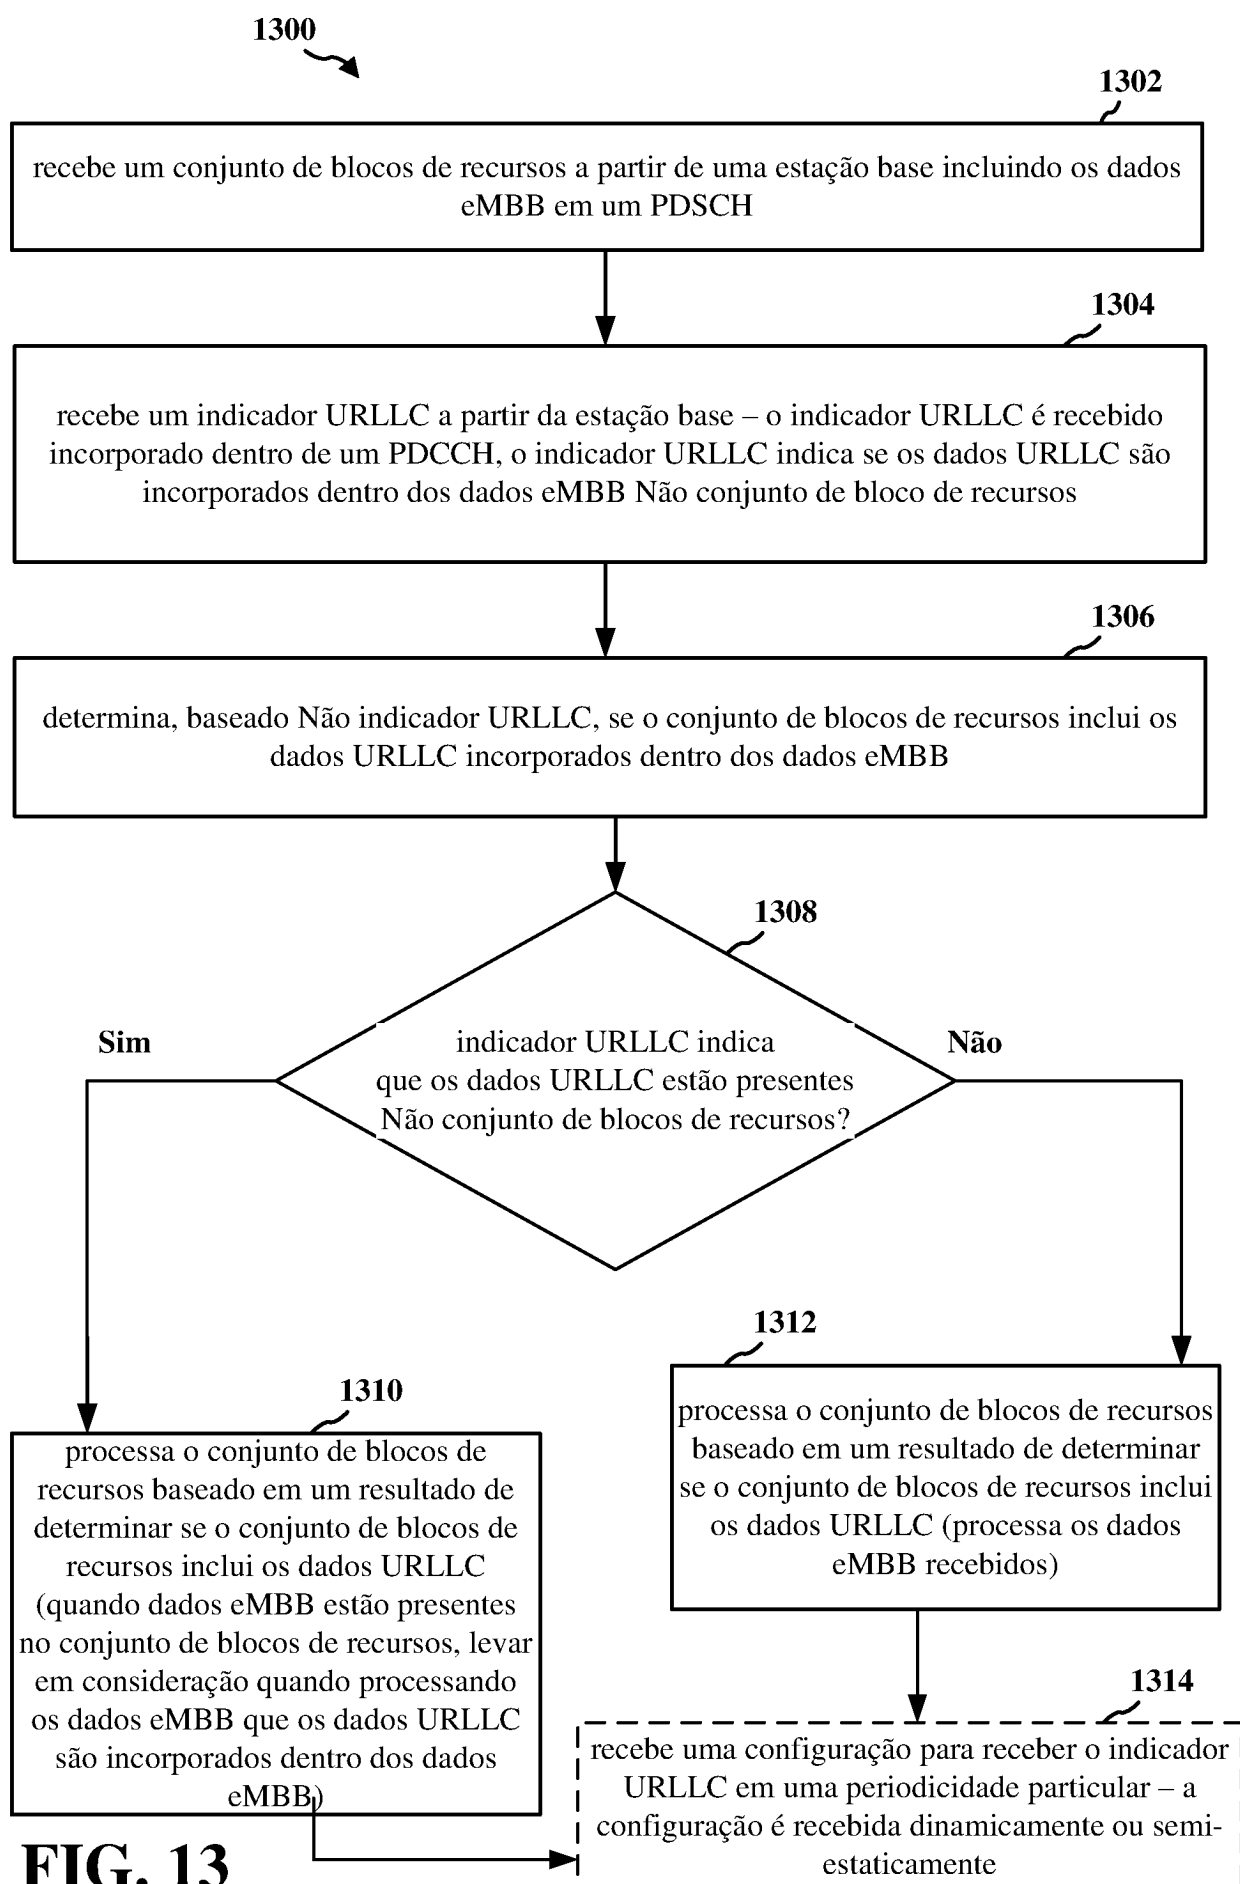 1300
1302
recebe um conjunto de blocos de recursos a partir de uma estação base incluindo os dados
eMBB em um PDSCH
1304
recebe um indicador URLLC a partir da estação base – o indicador URLLC é recebido
incorporado dentro de um PDCCH, o indicador URLLC indica se os dados URLLC são
incorporados dentro dos dados eMBB Não conjunto de bloco de recursos
1306
determina, baseado Não indicador URLLC, se o conjunto de blocos de recursos inclui os
dados URLLC incorporados dentro dos dados eMBB
1308
Sim
indicador URLLC indica
que os dados URLLC estão presentes
Não conjunto de blocos de recursos?
Não
1310
processa o conjunto de blocos de
recursos baseado em um resultado de
determinar se o conjunto de blocos de
recursos inclui os dados URLLC
(quando dados eMBB estão presentes
no conjunto de blocos de recursos, levar
em consideração quando processando
os dados eMBB que os dados URLLC
são incorporados dentro dos dados
eMBB)
1312
processa o conjunto de blocos de recursos
baseado em um resultado de determinar
se o conjunto de blocos de recursos inclui
os dados URLLC (processa os dados
eMBB recebidos)
1314
recebe uma configuração para receber o indicador
URLLC em uma periodicidade particular – a
configuração é recebida dinamicamente ou semi-
estaticamente
FIG. 13